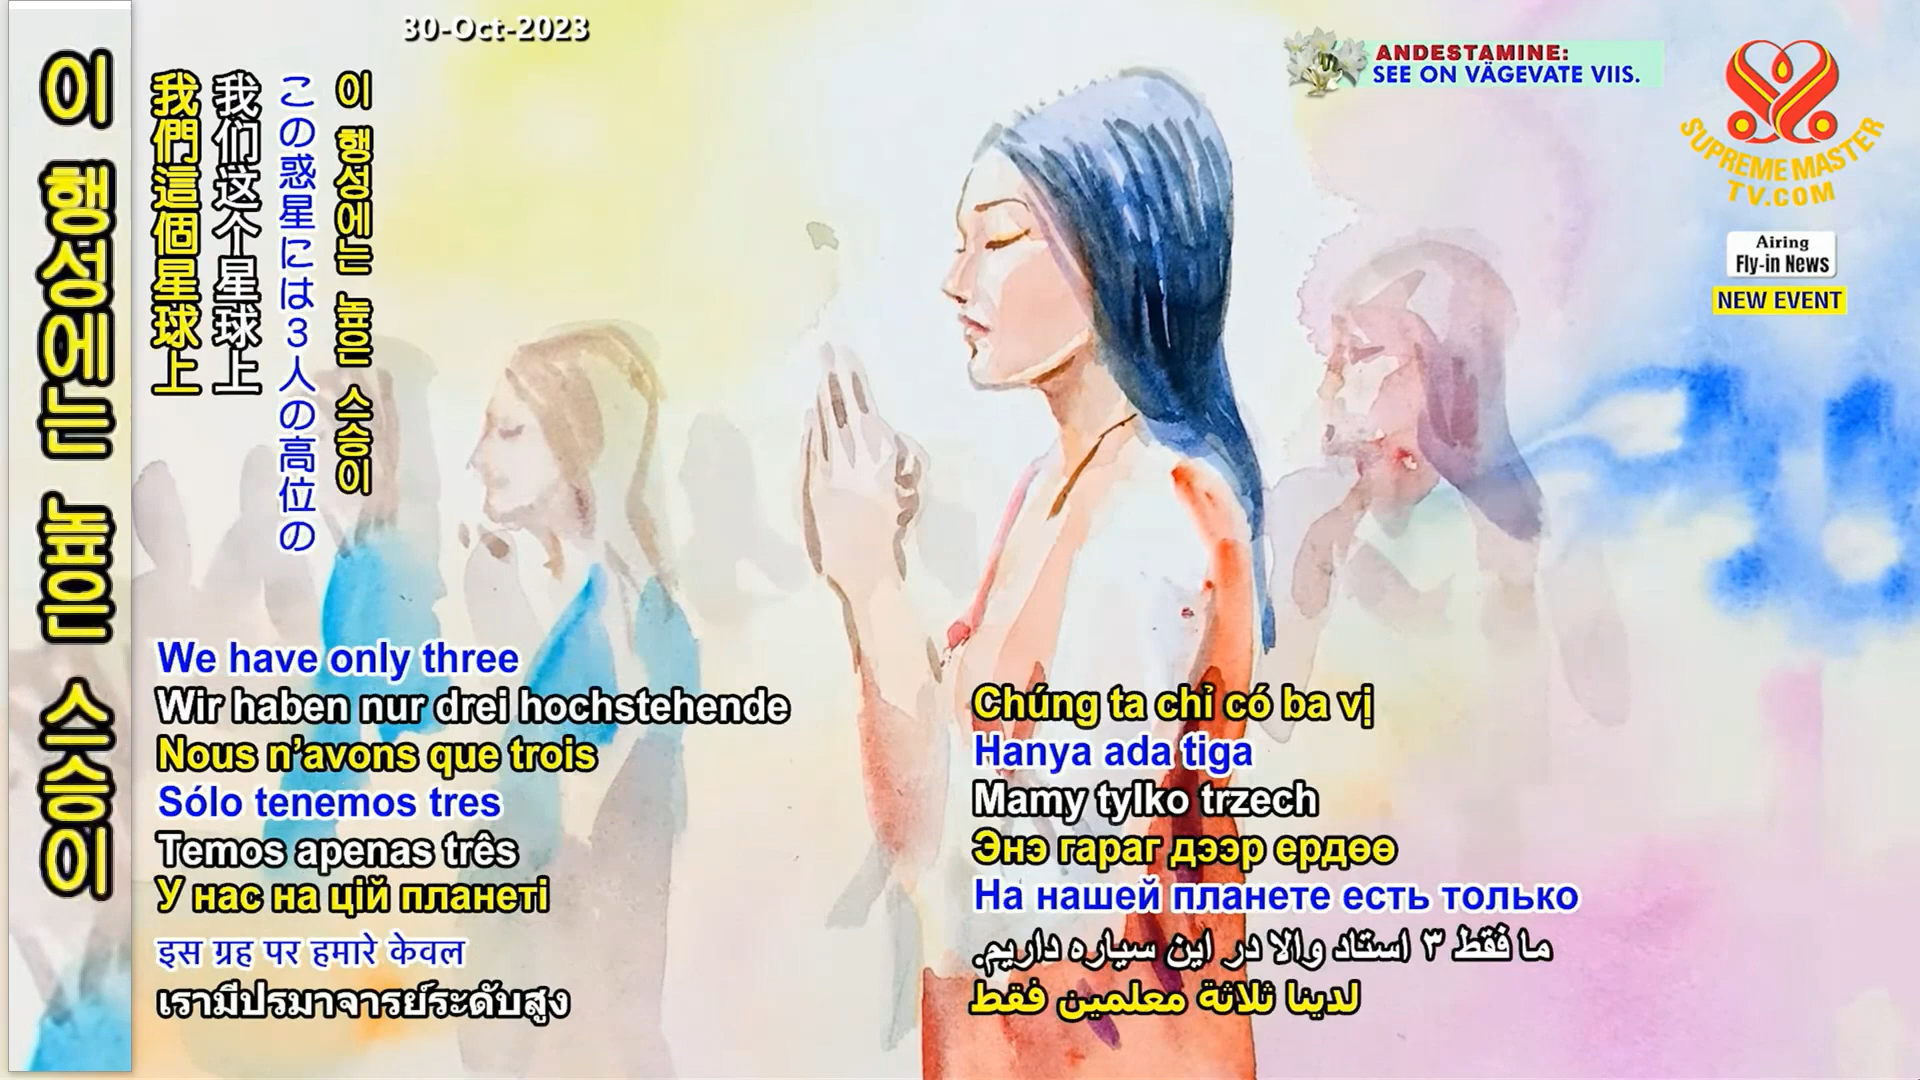 30-Oct-2023
이 행성에는 높은 스승이
我們這個星球上
我们这个星球上
この惑星には3人の高位の
이 행성에는 높은 스승이
ANDESTAMINE:
SEE ON VÄGEVATE VIIS.
SUPREME MASTER
TV.COM
Airing
Fly-in News
NEW EVENT
We have only three
Wir haben nur drei hochstehende
Nous n'avons que trois
Sólo tenemos tres
Temos apenas três
У нас на цій планеті
इस ग्रह पर हमारे केवल
เรามีปรมาจารย์ระดับสูง
Chúng ta chỉ có ba vị
Hanya ada tiga
Mamy tylko trzech
Энэ гараг дээр ердөө
На нашей планете есть только
ما فقط ۳ استاد والا در این سیاره داریم.
لدينا ثلاثة معلمين فقط